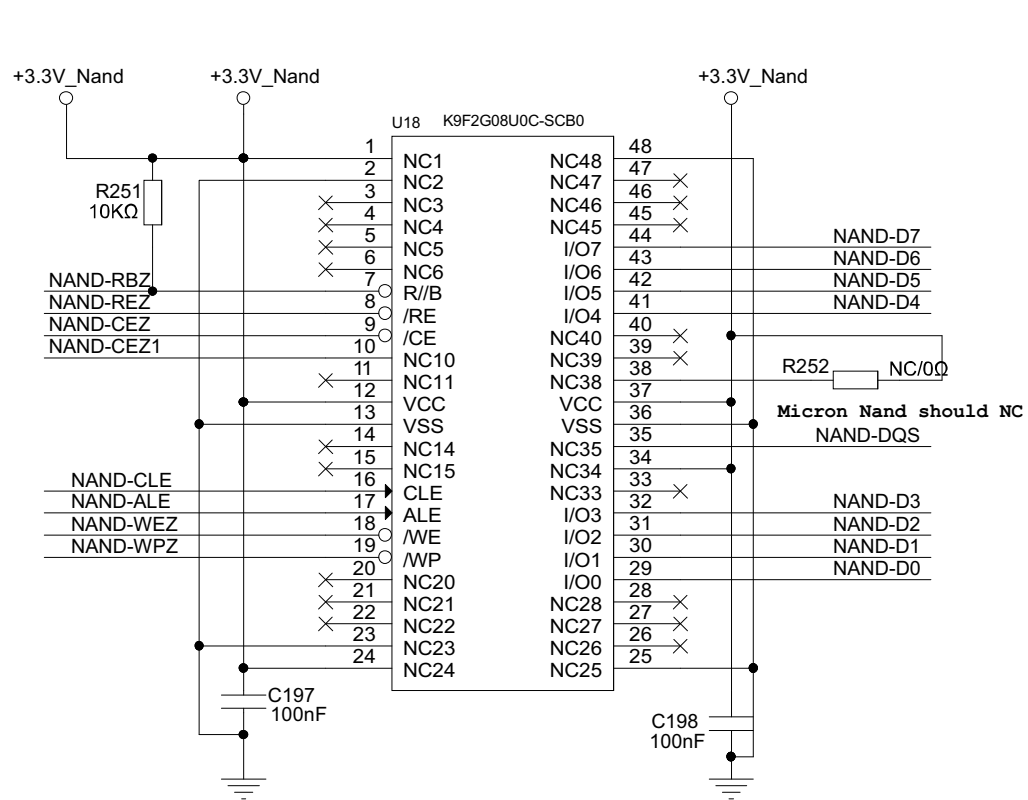 +3.3V_Nand
+3.3V_Nand
+3.3V_Nand
U18 K9F2G08U0C-SCB0
R251
10KΩ
1 NC1
2 NC2
3 NC3
4 NC4
5 NC5
6 NC6
NAND-RBZ 7 R//B
NAND-REZ 8 /RE
NAND-CEZ 9 /CE
NAND-CEZ1 10 NC10
11 NC11
12 VCC
13 VSS
14 NC14
15 NC15
NAND-CLE 16 CLE
NAND-ALE 17 ALE
NAND-WEZ 18 /WE
NAND-WPZ 19 /WP
20 NC20
21 NC21
22 NC22
23 NC23
24 NC24
C197
100nF
NC48 48
NC47 47
NC46 46
NC45 45
I/O7 44 NAND-D7
I/O6 43 NAND-D6
I/O5 42 NAND-D5
I/O4 41 NAND-D4
NC40 40
NC39 39
NC38 38 R252 NC/0Ω
VCC 37
Micron Nand should NC
VSS 36
NC35 35 NAND-DQS
NC34 34
NC33 33
I/O3 32 NAND-D3
I/O2 31 NAND-D2
I/O1 30 NAND-D1
I/O0 29 NAND-D0
NC28 28
NC27 27
NC26 26
NC25 25
C198
100nF